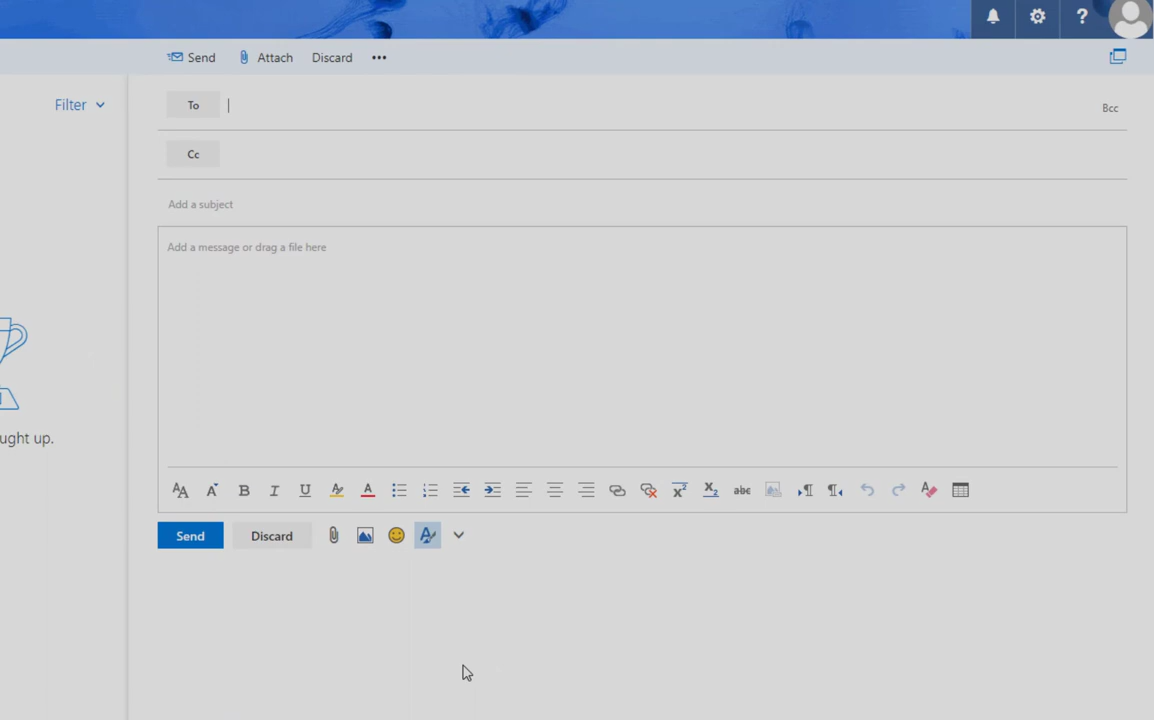 Send Attach Discard •••
Filter
To Bcc
Cc
Add a subject
Add a message or drag a file here
ught up.
B I U abc
Send Discard